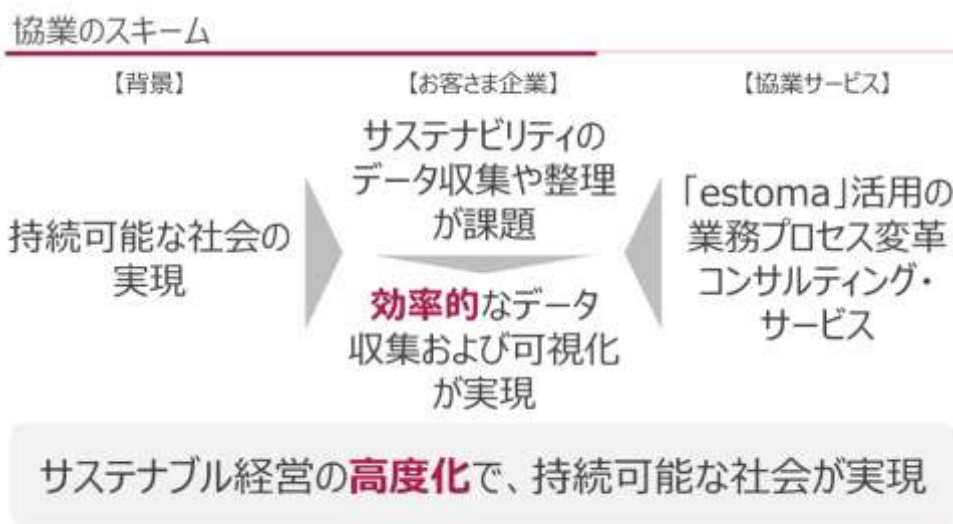 協業のスキーム
【背景】
【お客さま企業】
【協業サービス】
持続可能な社会の
実現
サステナビリティの
データ収集や整理
が課題
効率的なデータ
収集および可視化
が実現
「estoma」活用の
業務プロセス変革
コンサルティング・
サービス
サステナブル経営の高度化で、持続可能な社会が実現